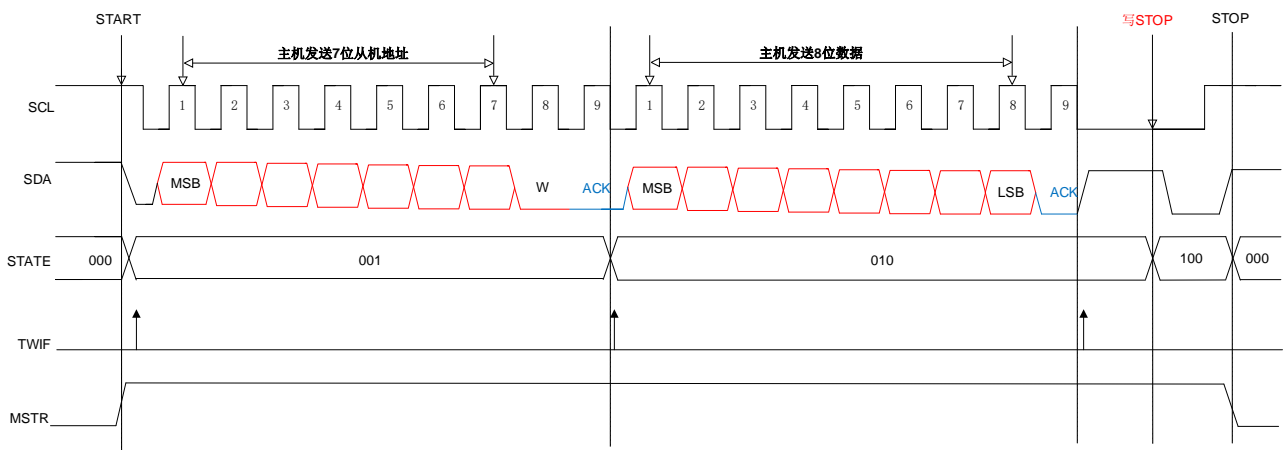 START 写STOP STOP
主机发送7位从机地址 主机发送8位数据
SCL 1 2 3 4 5 6 7 8 9 1 2 3 4 5 6 7 8 9
SDA MSB W ACK MSB LSB ACK
STATE 000 001 010 100 000
TWIF
MSTR